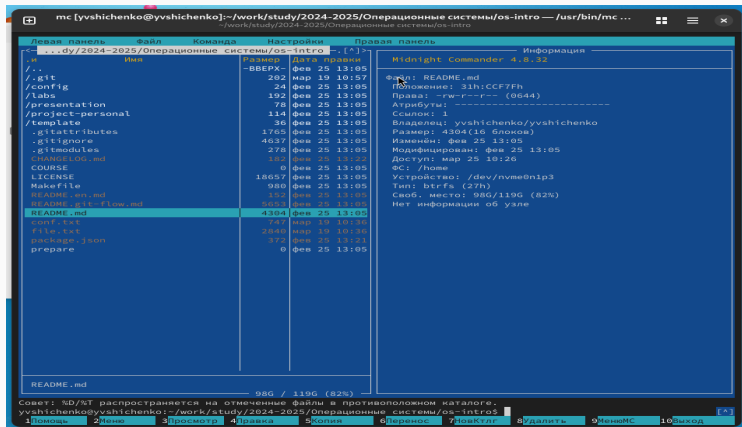 mc [yvshichenko@yvshichenko]:~/work/study/2024-2025/Операционные системы/os-intro — /usr/bin/mc ...
~/work/study/2024-2025/Операционные системы/os-intro
Левая панель Файл Команда Настройки Правая панель
<— ...dy/2024-2025/Операционные системы/os-intro —.[^]> Информация
.и Имя Размер Дата правки Midnight Commander 4.8.32
/.. -ВВЕРХ- фев 25 13:05
/.git 202 мар 19 10:57 Файл: README.md
/config 24 фев 25 13:05 Положение: 31h:CCF7Fh
/labs 192 фев 25 13:05 Права: -rw-r--r-- (0644)
/presentation 78 фев 25 13:05 Атрибуты: --------------------------
/project-personal 114 фев 25 13:05 Ссылок: 1
/template 36 фев 25 13:05 Владелец: yvshichenko/yvshichenko
.gitattributes 1765 фев 25 13:05 Размер: 4304(16 блоков)
.gitignore 4637 фев 25 13:05 Изменён: фев 25 13:05
.gitmodules 278 фев 25 13:05 Модифицирован: фев 25 13:05
CHANGELOG.md 182 фев 25 13:22 Доступ: мар 25 10:26
COURSE 0 фев 25 13:05 ФС: /home
LICENSE 18657 фев 25 13:05 Устройство: /dev/nvme0n1p3
Makefile 980 фев 25 13:05 Тип: btrfs (27h)
README.en.md 152 фев 25 13:05 Своб. место: 98G/119G (82%)
README.git-flow.md 5653 фев 25 13:05 Нет информации об узле
README.md 4304 фев 25 13:05
conf.txt 747 мар 19 10:36
file.txt 2840 мар 19 10:36
package.json 372 фев 25 13:21
prepare 0 фев 25 13:05
README.md
98G / 119G (82%)
Совет: %D/%T распространяется на отмеченные файлы в противоположном каталоге.
yvshichenko@yvshichenko:~/work/study/2024-2025/Операционные системы/os-intro$ [^]
1Помощь 2Меню 3Просмотр 4Правка 5Копия 6Перенос 7НовКтлг 8Удалить 9МенюMC 10Выход